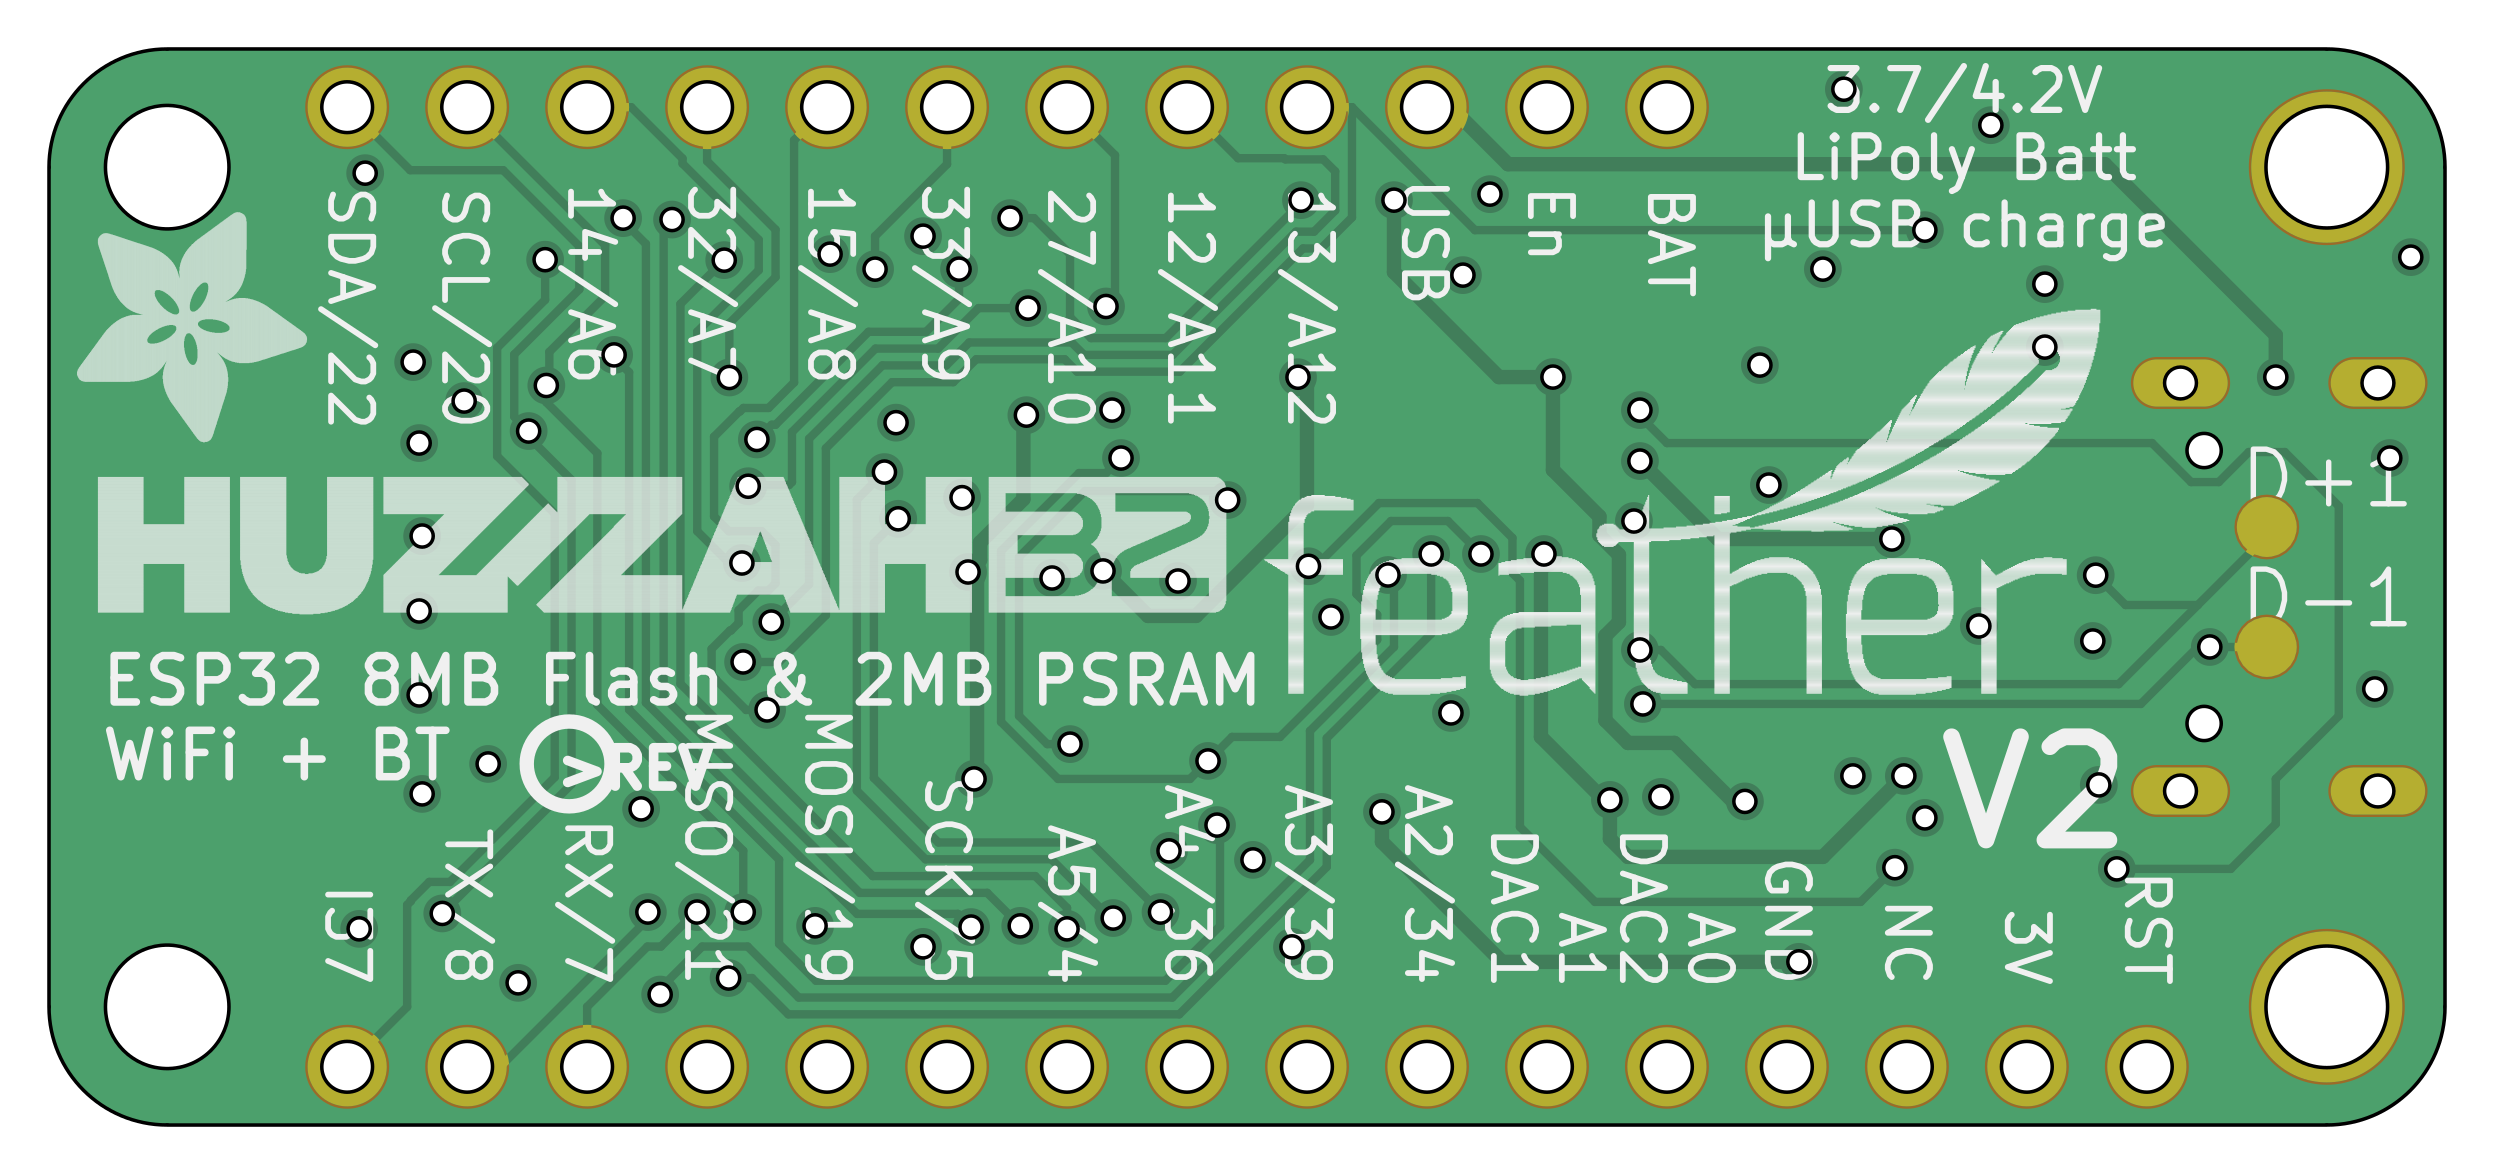 3.7/4.2V
LiPoly Batt
µUSB charge
SDA/22
SCL/20
14/A6
32/A7
15/A8
33/A9
27/A10
12/A11
13/A12
USB
En
BAT
HUZZAH32
feather
D+1
D-1
ESP32 8MB Flash & 2MB PSRAM
WiFi + BT
REV
V2
I37
TX/8
RX/7
MISO/21
MOSI/19
SCK/5
A5/4
A4/36
A3/39
A2/34
DAC1
A1
DAC2
A0
GND
NC
3V
RST